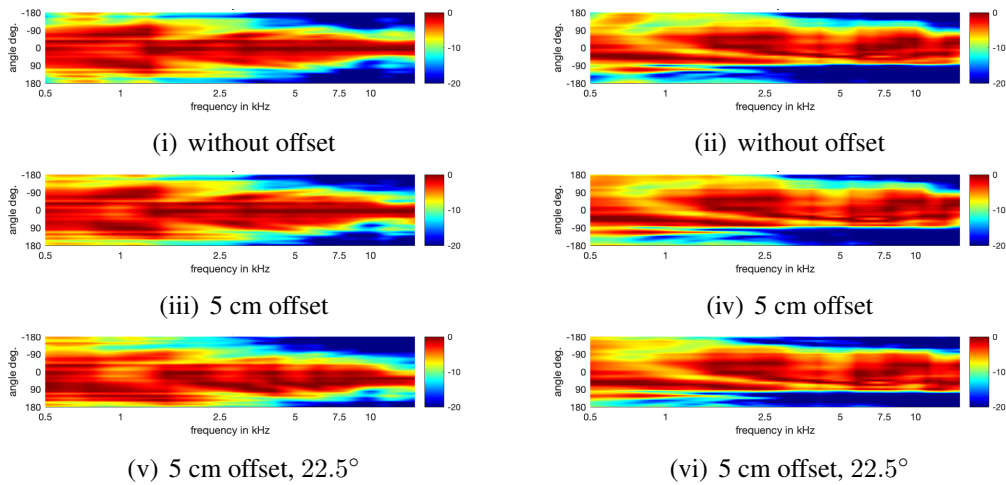 angle deg.
-180
-90
0
90
180
0.5 1 2.5 5 7.5 10
frequency in kHz
0
-10
-20
(i) without offset
angle deg.
-180
-90
0
-90
180
0.5 1 2.5 5 7.5 10
frequency in kHz
0
-10
-20
(ii) without offset
angle deg.
-180
-90
0
90
180
0.5 1 2.5 5 7.5 10
frequency in kHz
0
-10
-20
(iii) 5 cm offset
angle deg.
-180
-90
0
-90
-180
0.5 1 2.5 5 7.5 10
frequency in kHz
0
-10
-20
(iv) 5 cm offset
angle deg.
-180
-90
0
90
180
0.5 1 2.5 5 7.5 10
frequency in kHz
0
-10
-20
(v) 5 cm offset, 22.5°
angle deg.
-180
-90
0
90
180
0.5 1 2.5 5 7.5 10
frequency in kHz
0
-10
-20
(vi) 5 cm offset, 22.5°